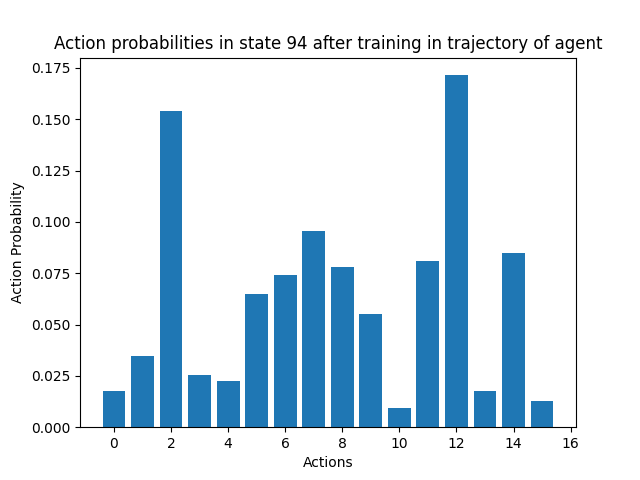 Action probabilities in state 94 after training in trajectory of agent
0.175
0.150
0.125
0.100
0.075
0.050
0.025
0.000
Action Probability
0 2 4 6 8 10 12 14 16
Actions